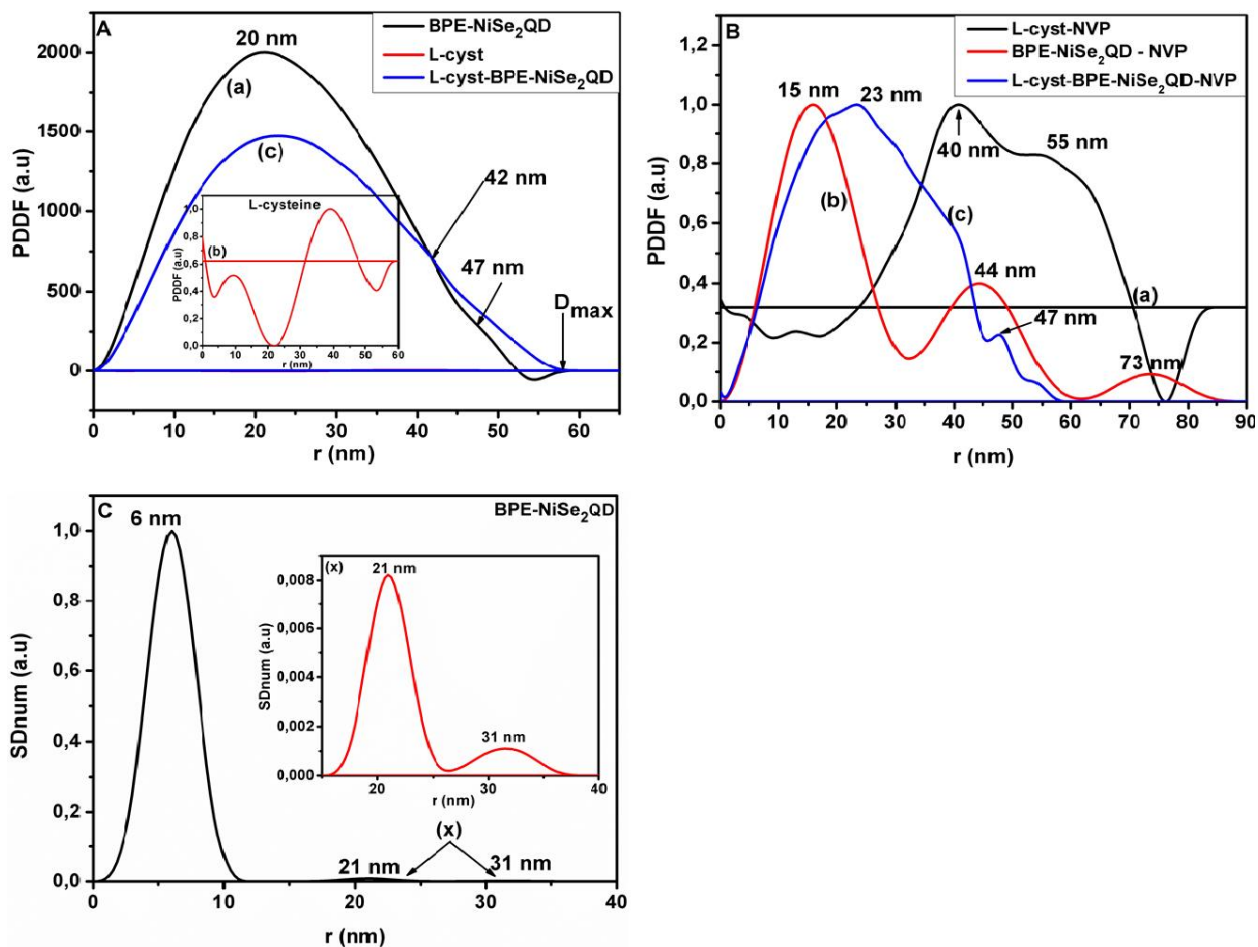 A
BPE-NiSe₂QD
L-cyst
L-cyst-BPE-NiSe₂QD
20 nm
(a)
(c)
42 nm
47 nm
Dmax
PDDF (a.u)
2000
1500
1000
500
0
0 10 20 30 40 50 60
r (nm)
L-cysteine
(b)
PDDF (a.u)
1,0
0,8
0,6
0,4
0,2
0,0
0 10 20 30 40 50 60
r (nm)
B
L-cyst-NVP
BPE-NiSe₂QD - NVP
L-cyst-BPE-NiSe₂QD-NVP
15 nm
23 nm
40 nm
55 nm
(b)
(c)
44 nm
(a)
47 nm
73 nm
PDDF (a.u)
1,2
1,0
0,8
0,6
0,4
0,2
0,0
0 10 20 30 40 50 60 70 80 90
r (nm)
C
BPE-NiSe₂QD
6 nm
SDnum (a.u)
1,0
0,8
0,6
0,4
0,2
0,0
0 10 20 30 40
r (nm)
(x)
21 nm
31 nm
SDnum (a.u)
0,008
0,006
0,004
0,002
0,000
20 30 40
r (nm)
(x)
21 nm
31 nm